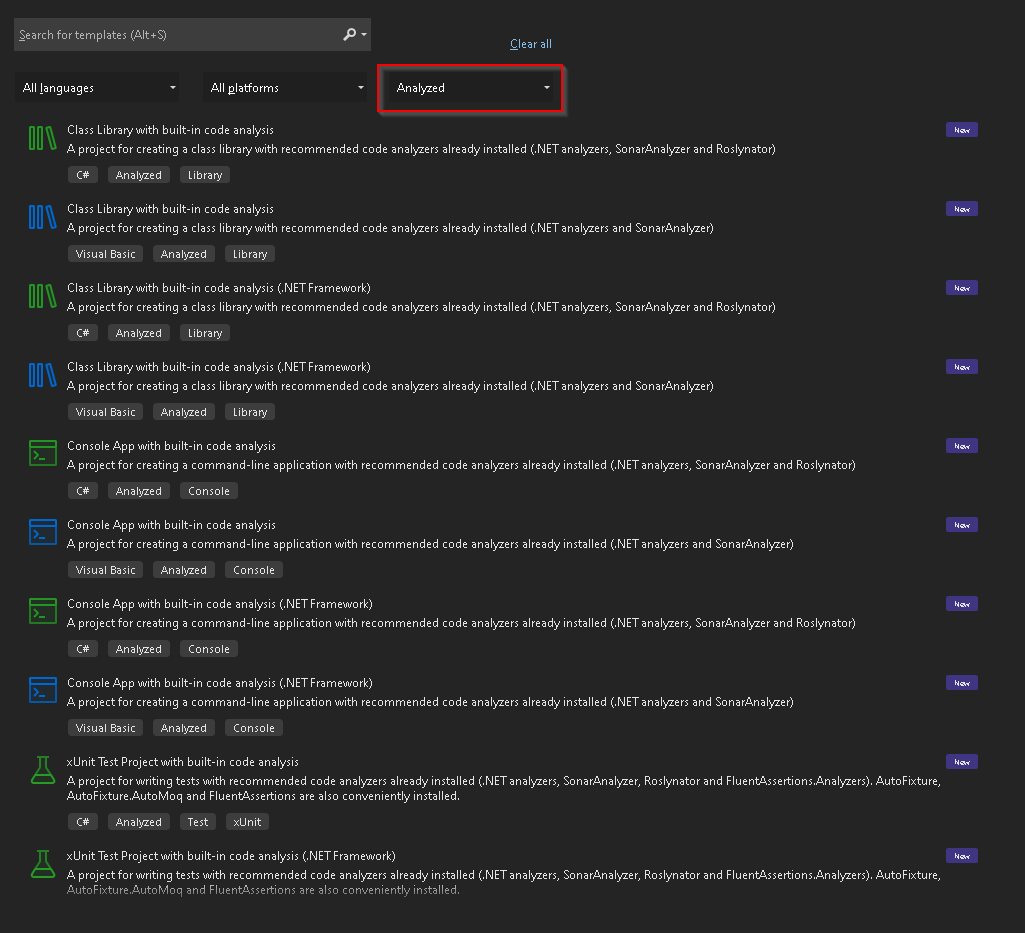 Search for templates (Alt+S)
Clear all
All languages
All platforms
Analyzed
Class Library with built-in code analysis
New
A project for creating a class library with recommended code analyzers already installed (.NET analyzers, SonarAnalyzer and Roslynator)
C# Analyzed Library
Class Library with built-in code analysis
New
A project for creating a class library with recommended code analyzers already installed (.NET analyzers and SonarAnalyzer)
Visual Basic Analyzed Library
Class Library with built-in code analysis (.NET Framework)
New
A project for creating a class library with recommended code analyzers already installed (.NET analyzers, SonarAnalyzer and Roslynator)
C# Analyzed Library
Class Library with built-in code analysis (.NET Framework)
New
A project for creating a class library with recommended code analyzers already installed (.NET analyzers and SonarAnalyzer)
Visual Basic Analyzed Library
Console App with built-in code analysis
New
A project for creating a command-line application with recommended code analyzers already installed (.NET analyzers, SonarAnalyzer and Roslynator)
C# Analyzed Console
Console App with built-in code analysis
New
A project for creating a command-line application with recommended code analyzers already installed (.NET analyzers and SonarAnalyzer)
Visual Basic Analyzed Console
Console App with built-in code analysis (.NET Framework)
New
A project for creating a command-line application with recommended code analyzers already installed (.NET analyzers, SonarAnalyzer and Roslynator)
C# Analyzed Console
Console App with built-in code analysis (.NET Framework)
New
A project for creating a command-line application with recommended code analyzers already installed (.NET analyzers and SonarAnalyzer)
Visual Basic Analyzed Console
xUnit Test Project with built-in code analysis
New
A project for writing tests with recommended code analyzers already installed (.NET analyzers, SonarAnalyzer, Roslynator and FluentAssertions.Analyzers). AutoFixture,
AutoFixture.AutoMoq and FluentAssertions are also conveniently installed.
C# Analyzed Test xUnit
xUnit Test Project with built-in code analysis (.NET Framework)
New
A project for writing tests with recommended code analyzers already installed (.NET analyzers, SonarAnalyzer, Roslynator and FluentAssertions.Analyzers). AutoFixture,
AutoFixture.AutoMoq and FluentAssertions are also conveniently installed.